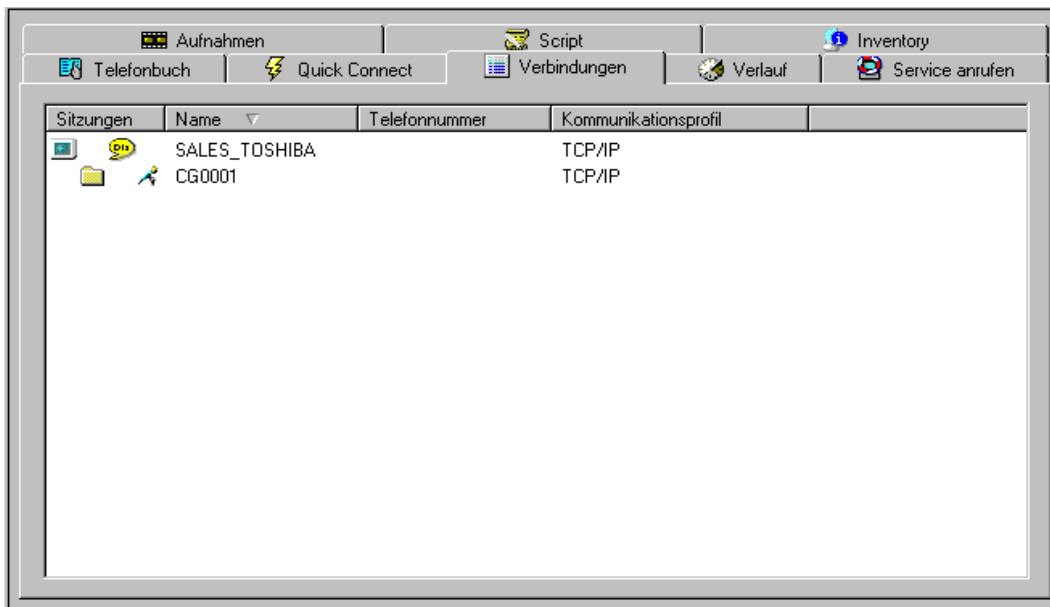 Aufnahmen Script Inventory
Telefonbuch Quick Connect Verbindungen Verlauf Service anrufen
Sitzungen Name Telefonnummer Kommunikationsprofil
SALES_TOSHIBA TCP/IP
CG0001 TCP/IP